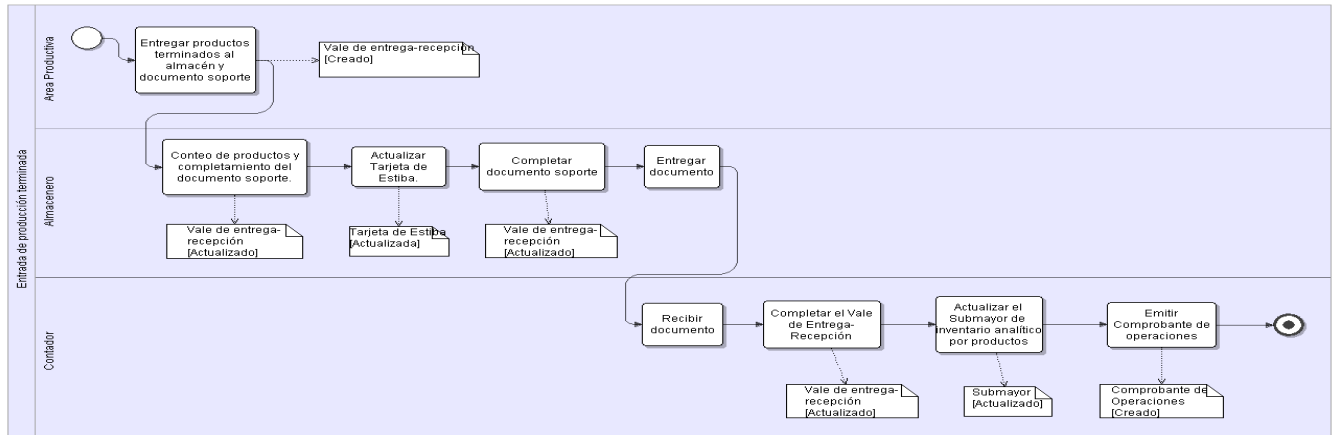 Entrada de producción terminada
Area Productiva
Entregar productos
terminados al
almacén y
documento soporte
Vale de entrega-recepción
[Creado]
Almacenero
Conteo de productos y
completamiento del
documento soporte.
Actualizar
Tarjeta de
Estiba.
Completar
documento soporte
Entregar
documento
Vale de entrega-
recepción
[Actualizado]
Tarjeta de Estiba
[Actualizada]
Vale de entrega-
recepción
[Actualizado]
Contador
Recibir
documento
Completar el Vale
de Entrega-
Recepción
Actualizar el
Submayor de
inventario analítico
por productos
Emitir
Comprobante de
operaciones
Vale de entrega-
recepción
[Actualizado]
Submayor
[Actualizado]
Comprobante de
Operaciones
[Creado]